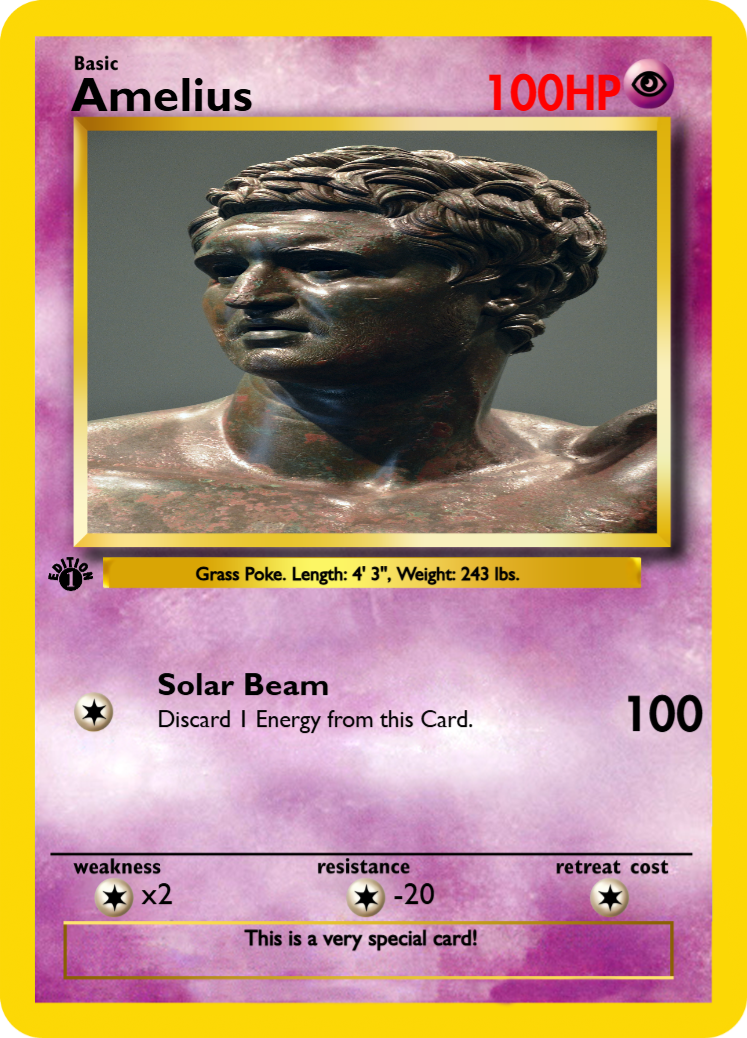 Basic
Amelius 100HP
EDITION 1
Grass Poke. Length: 4' 3", Weight: 243 lbs.
Solar Beam
Discard 1 Energy from this Card.
100
weakness resistance retreat cost
x2 -20
This is a very special card!